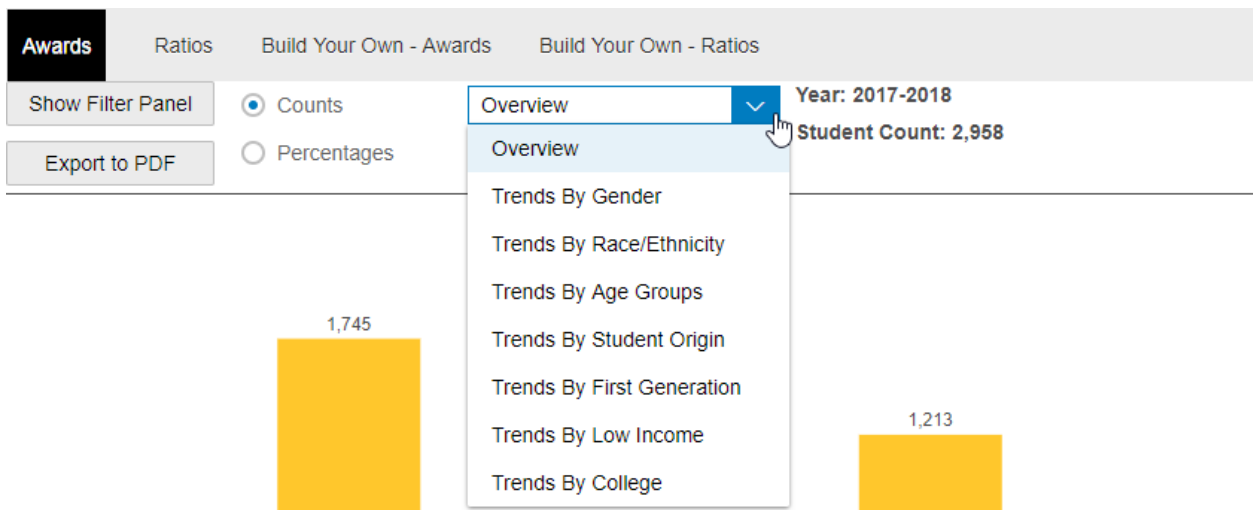 Awards Ratios Build Your Own - Awards Build Your Own - Ratios
Show Filter Panel Counts Overview Year: 2017-2018
Export to PDF Percentages Student Count: 2,958
Overview
Trends By Gender
Trends By Race/Ethnicity
Trends By Age Groups
Trends By Student Origin
Trends By First Generation
Trends By Low Income
Trends By College
1,745
1,213